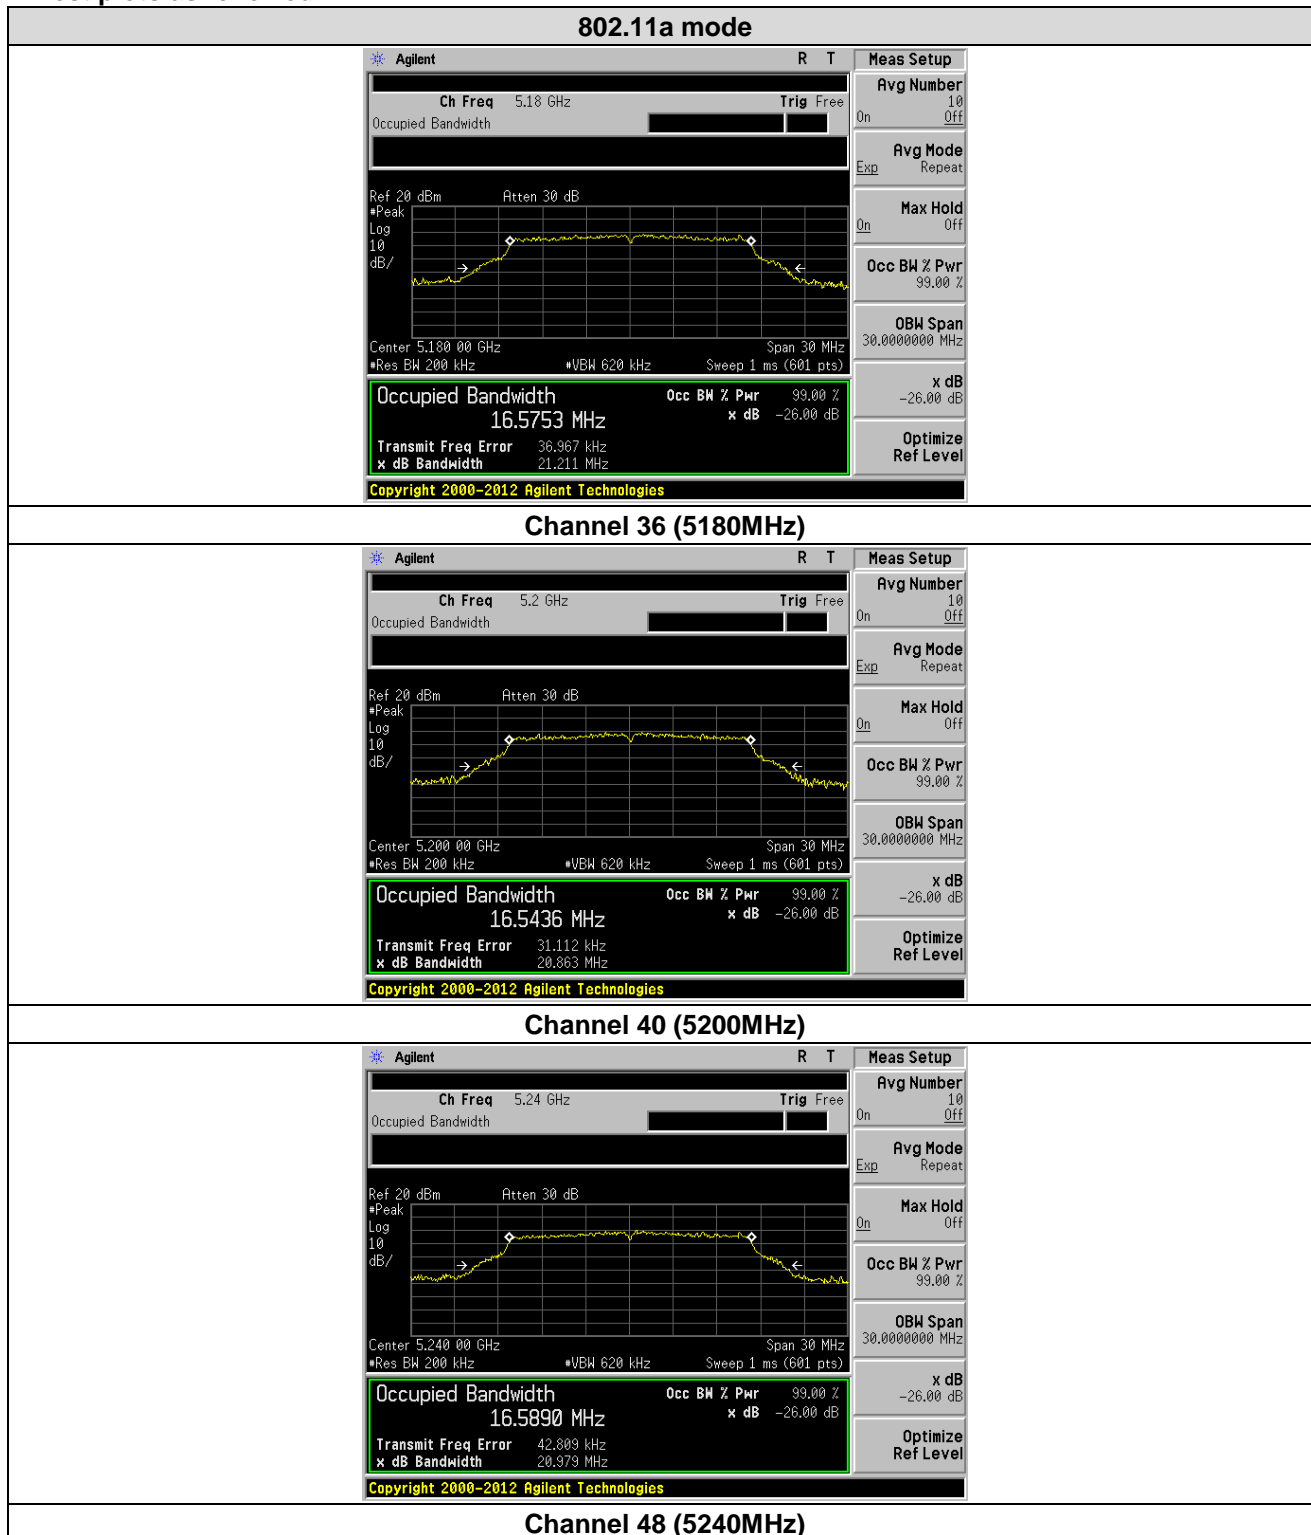 802.11a mode
Agilent R T Meas Setup
Avg Number
10
On Off
Ch Freq 5.18 GHz Trig Free
Occupied Bandwidth
Avg Mode
Exp Repeat
Ref 20 dBm Atten 30 dB
#Peak
Log
10
dB/
Max Hold
On Off
Occ BW % Pwr
99.00 %
OBW Span
30.0000000 MHz
Center 5.180 00 GHz Span 30 MHz
#Res BW 200 kHz #VBW 620 kHz Sweep 1 ms (601 pts)
x dB
-26.00 dB
Occupied Bandwidth Occ BW % Pwr 99.00 %
16.5753 MHz x dB -26.00 dB
Transmit Freq Error 36.967 kHz
x dB Bandwidth 21.211 MHz
Optimize
Ref Level
Copyright 2000-2012 Agilent Technologies
Channel 36 (5180MHz)
Agilent R T Meas Setup
Avg Number
10
On Off
Ch Freq 5.2 GHz Trig Free
Occupied Bandwidth
Avg Mode
Exp Repeat
Ref 20 dBm Atten 30 dB
#Peak
Log
10
dB/
Max Hold
On Off
Occ BW % Pwr
99.00 %
OBW Span
30.0000000 MHz
Center 5.200 00 GHz Span 30 MHz
#Res BW 200 kHz #VBW 620 kHz Sweep 1 ms (601 pts)
x dB
-26.00 dB
Occupied Bandwidth Occ BW % Pwr 99.00 %
16.5436 MHz x dB -26.00 dB
Transmit Freq Error 31.112 kHz
x dB Bandwidth 20.863 MHz
Optimize
Ref Level
Copyright 2000-2012 Agilent Technologies
Channel 40 (5200MHz)
Agilent R T Meas Setup
Avg Number
10
On Off
Ch Freq 5.24 GHz Trig Free
Occupied Bandwidth
Avg Mode
Exp Repeat
Ref 20 dBm Atten 30 dB
#Peak
Log
10
dB/
Max Hold
On Off
Occ BW % Pwr
99.00 %
OBW Span
30.0000000 MHz
Center 5.240 00 GHz Span 30 MHz
#Res BW 200 kHz #VBW 620 kHz Sweep 1 ms (601 pts)
x dB
-26.00 dB
Occupied Bandwidth Occ BW % Pwr 99.00 %
16.5890 MHz x dB -26.00 dB
Transmit Freq Error 42.809 kHz
x dB Bandwidth 20.979 MHz
Optimize
Ref Level
Copyright 2000-2012 Agilent Technologies
Channel 48 (5240MHz)